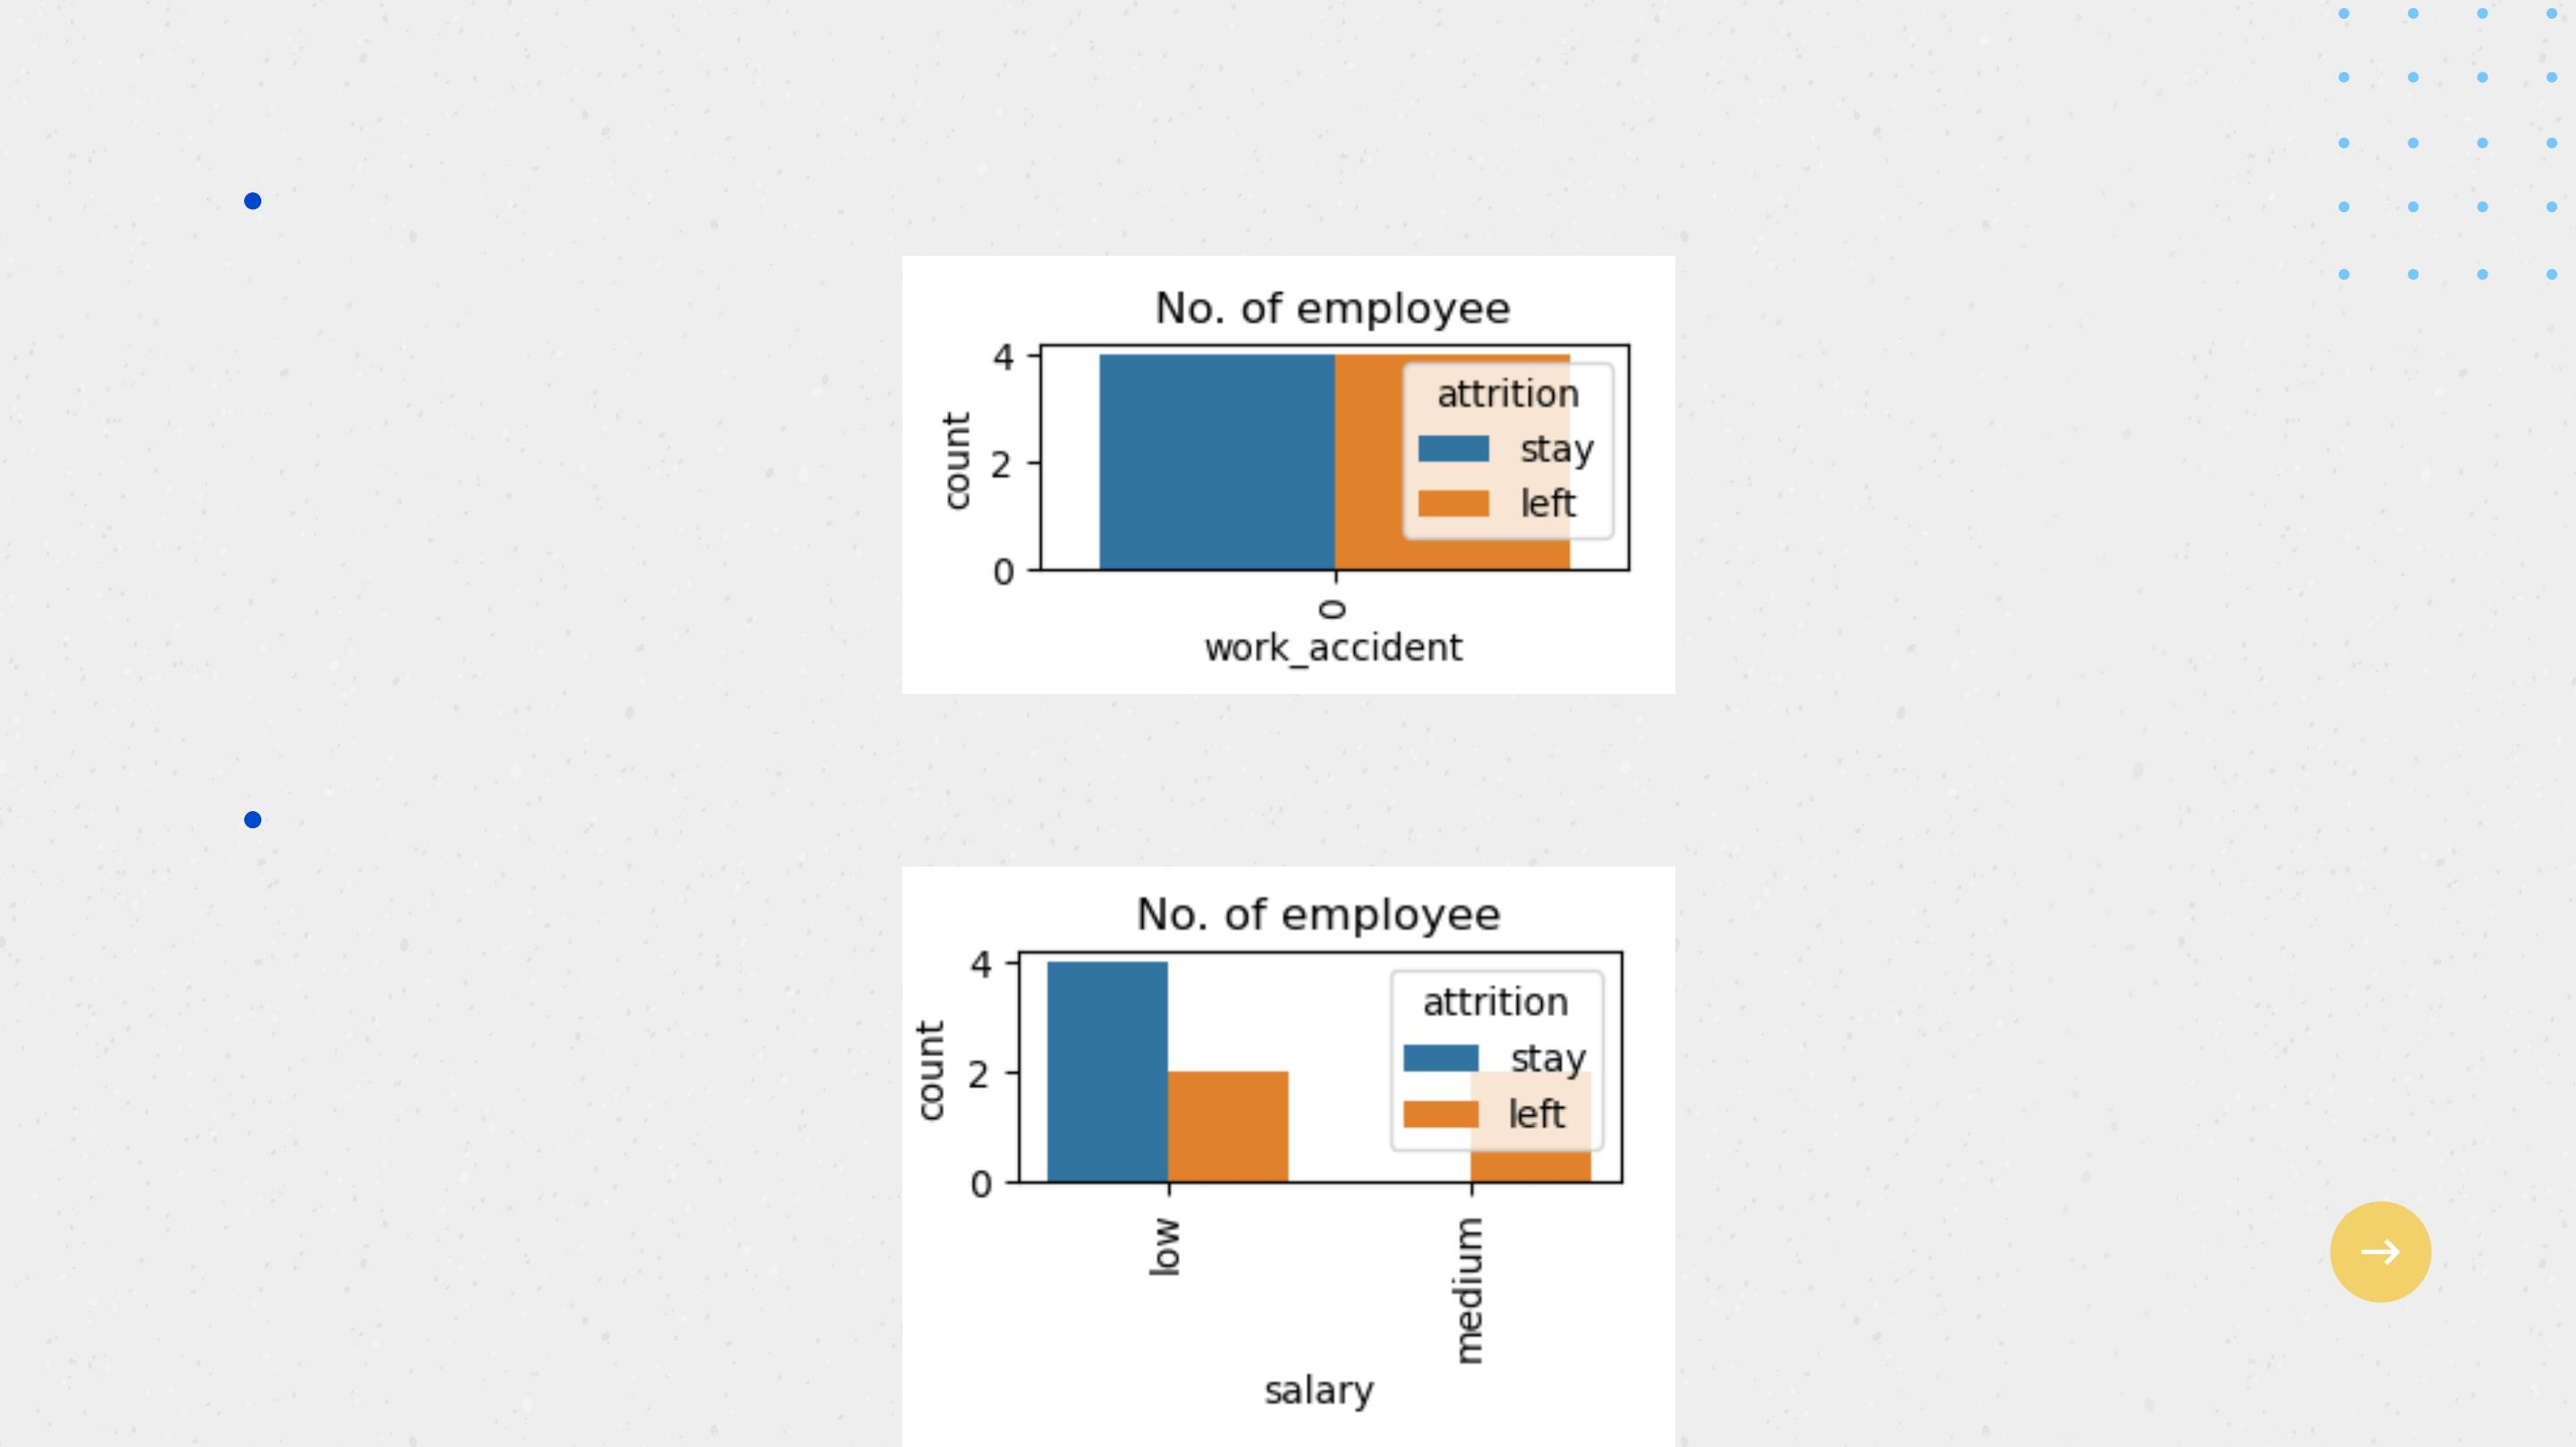 No. of employee
4
2
0
count
attrition
stay
left
0
work_accident
No. of employee
4
2
0
count
attrition
stay
left
low
medium
salary